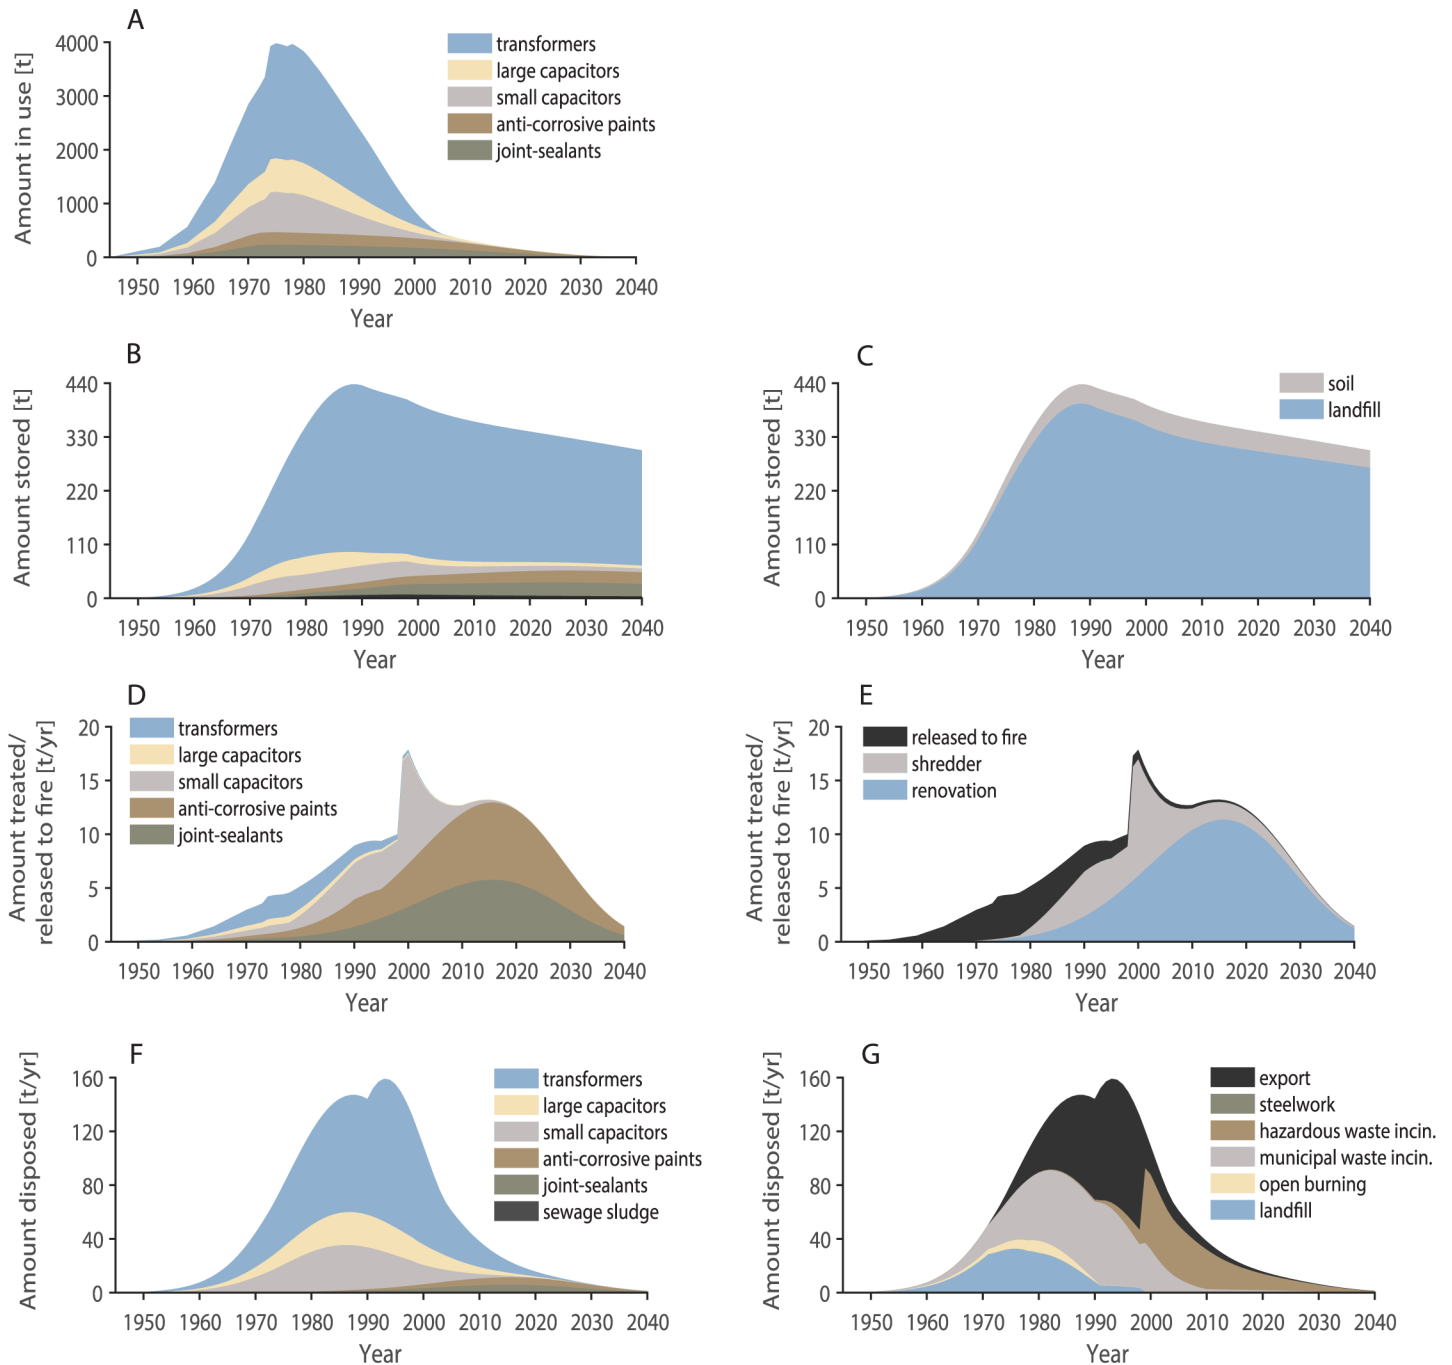 A
Amount in use [t]
4000
3000
2000
1000
0
1950 1960 1970 1980 1990 2000 2010 2020 2030 2040
Year
transformers
large capacitors
small capacitors
anti-corrosive paints
joint-sealants
B
Amount stored [t]
440
330
220
110
0
1950 1960 1970 1980 1990 2000 2010 2020 2030 2040
Year
C
Amount stored [t]
440
330
220
110
0
1950 1960 1970 1980 1990 2000 2010 2020 2030 2040
Year
soil
landfill
D
Amount treated/
released to fire [t/yr]
20
15
10
5
0
1950 1960 1970 1980 1990 2000 2010 2020 2030 2040
Year
transformers
large capacitors
small capacitors
anti-corrosive paints
joint-sealants
E
Amount treated/
released to fire [t/yr]
20
15
10
5
0
1950 1960 1970 1980 1990 2000 2010 2020 2030 2040
Year
released to fire
shredder
renovation
F
Amount disposed [t/yr]
160
120
80
40
0
1950 1960 1970 1980 1990 2000 2010 2020 2030 2040
Year
transformers
large capacitors
small capacitors
anti-corrosive paints
joint-sealants
sewage sludge
G
Amount disposed [t/yr]
160
120
80
40
0
1950 1960 1970 1980 1990 2000 2010 2020 2030 2040
Year
export
steelwork
hazardous waste incin.
municipal waste incin.
open burning
landfill